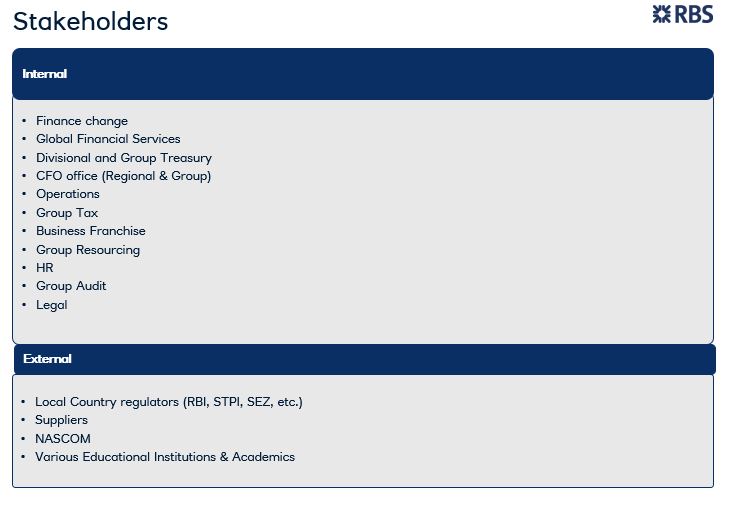 Stakeholders
RBS
Internal
• Finance change
• Global Financial Services
• Divisional and Group Treasury
• CFO office (Regional & Group)
• Operations
• Group Tax
• Business Franchise
• Group Resourcing
• HR
• Group Audit
• Legal
External
• Local Country regulators (RBI, STPI, SEZ, etc.)
• Suppliers
• NASCOM
• Various Educational Institutions & Academics